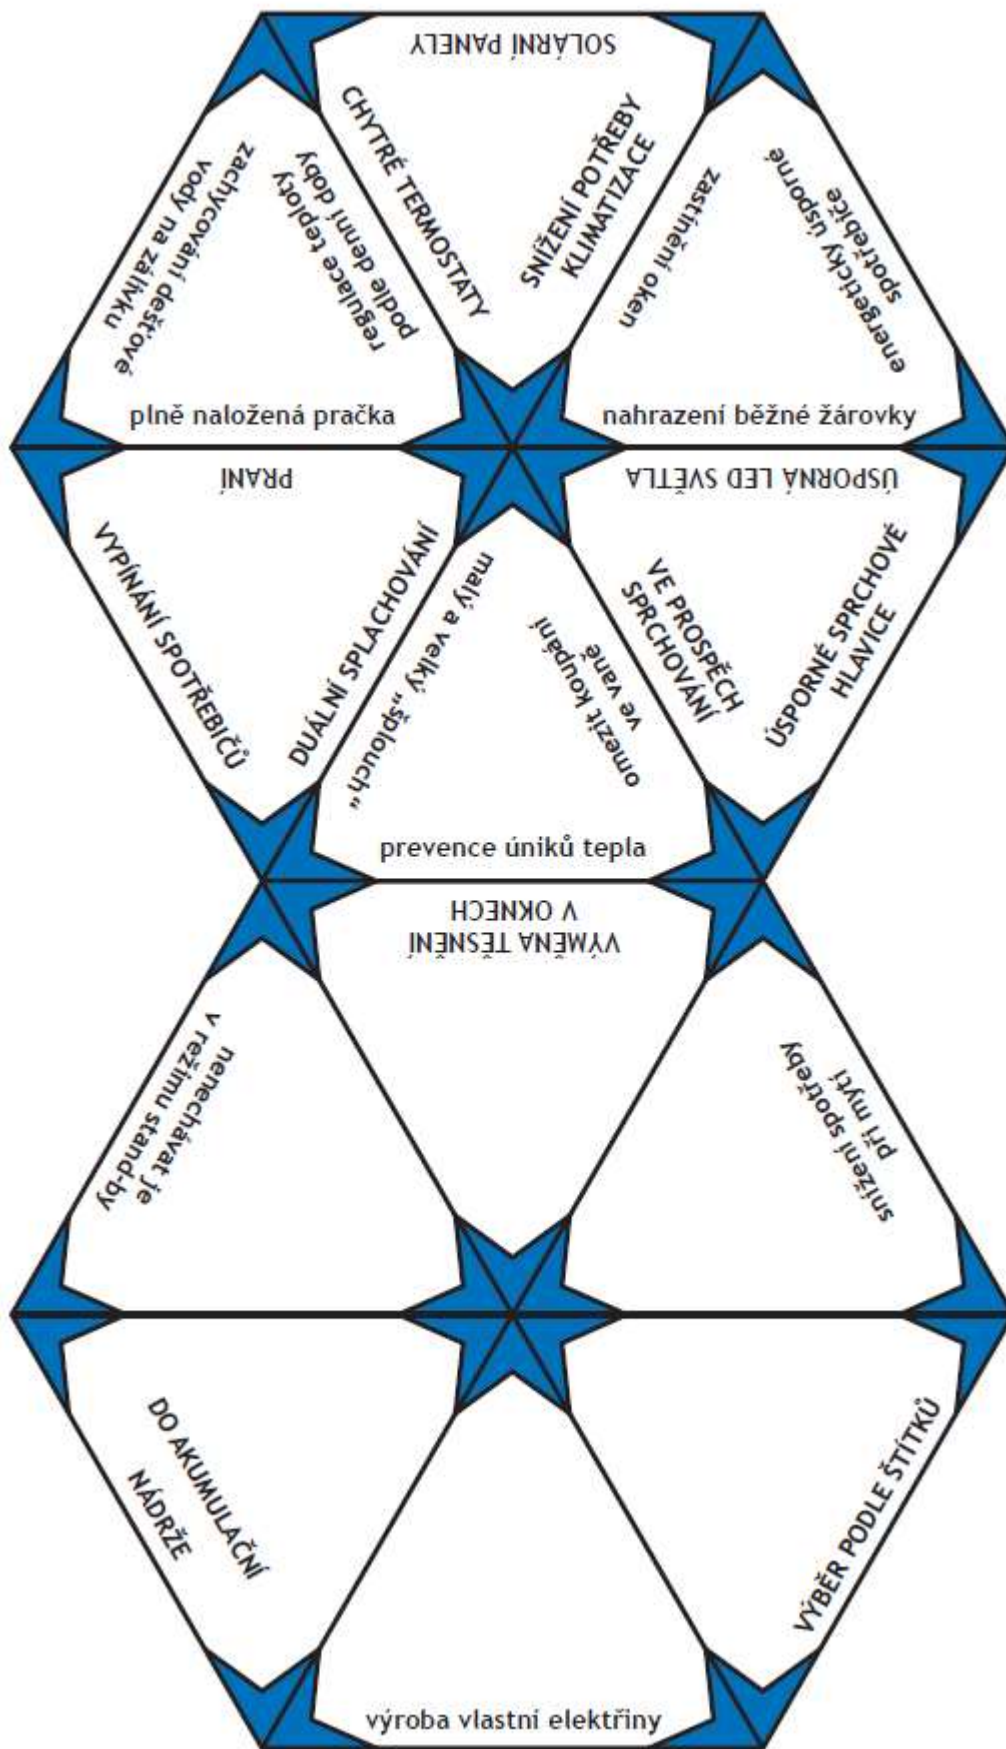 SOLÁRNÍ PANELY
CHYTRÉ TERMOSTATY
SNÍŽENÍ POTŘEBY
KLIMATIZACE
zachycování dešťové
vody na zálivku
regulace teploty
podle denní doby
plně naložená pračka
zastínění oken
energeticky úsporné
spotřebiče
nahrazení běžné žárovky
PRANÍ
VYPÍNÁNÍ SPOTŘEBIČŮ
DUÁLNÍ SPLACHOVÁNÍ
malý a velký „šplouch“
omezit koupání
ve vaně
prevence úniků tepla
ÚSPORNÁ LED SVĚTLA
VE PROSPĚCH
SPRCHOVÁNÍ
ÚSPORNÉ SPRCHOVÉ
HLAVICE
VÝMĚNA TĚSNĚNÍ
V OKNECH
nenechávat je
v režimu stand-by
snížení spotřeby
při mytí
DO AKUMULAČNÍ
NÁDRŽE
VÝBĚR PODLE ŠTÍTKŮ
výroba vlastní elektřiny